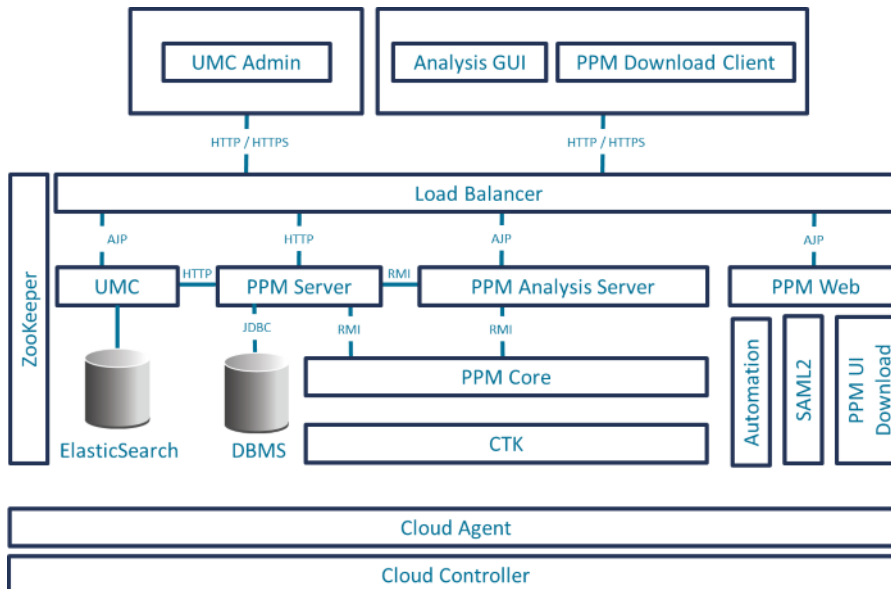 UMC Admin
Analysis GUI
PPM Download Client
HTTP / HTTPS
HTTP / HTTPS
Load Balancer
AJP
HTTP
AJP
AJP
ZooKeeper
UMC
HTTP
PPM Server
RMI
PPM Analysis Server
PPM Web
JDBC
RMI
RMI
PPM Core
Automation
SAML2
PPM UI
Download
ElasticSearch
DBMS
CTK
Cloud Agent
Cloud Controller